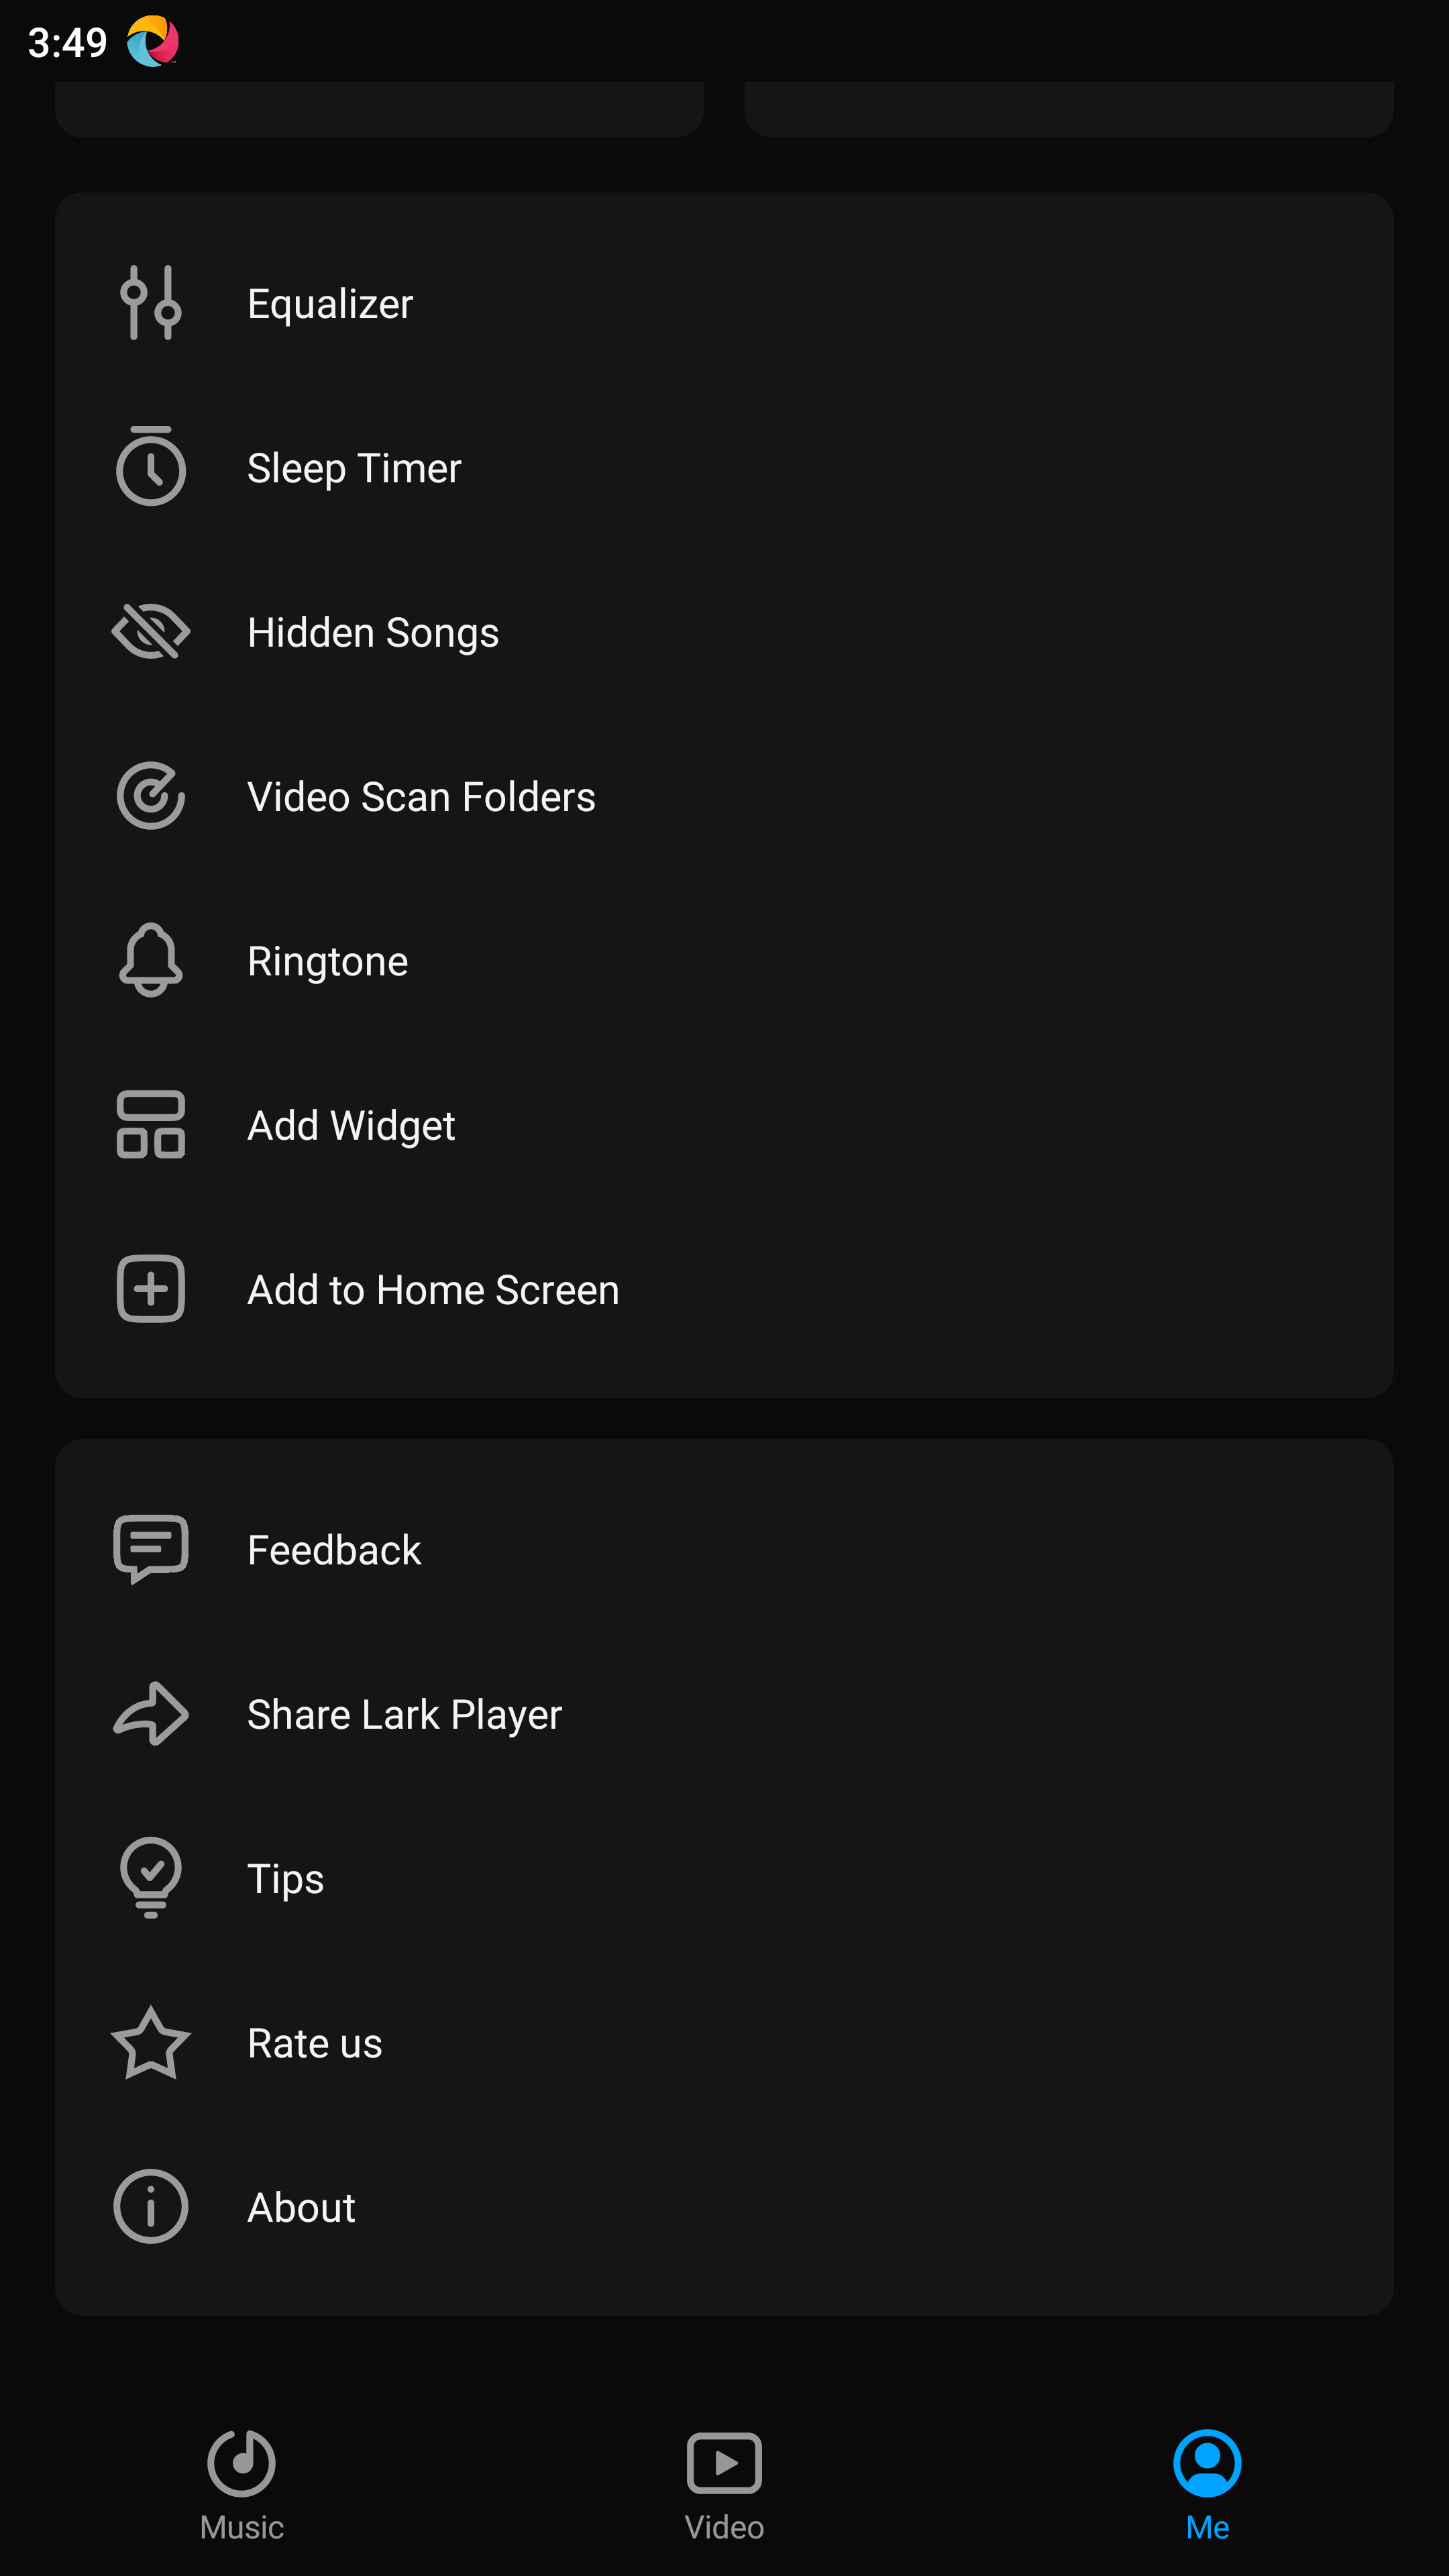 3:49
Equalizer
Sleep Timer
Hidden Songs
Video Scan Folders
Ringtone
Add Widget
Add to Home Screen
Feedback
Share Lark Player
Tips
Rate us
About
Music
Video
Me